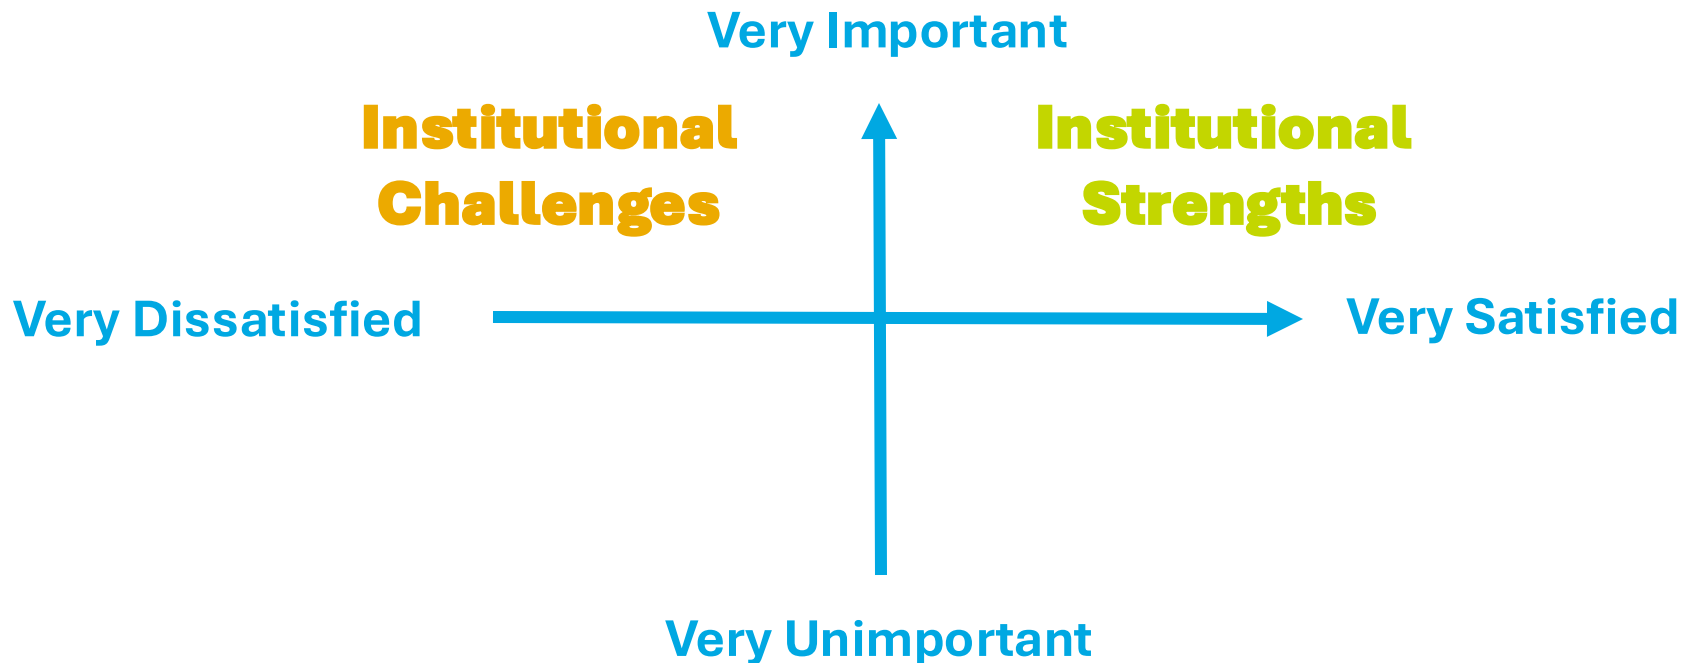 Very Important
Institutional
Challenges
Institutional
Strengths
Very Dissatisfied
Very Satisfied
Very Unimportant